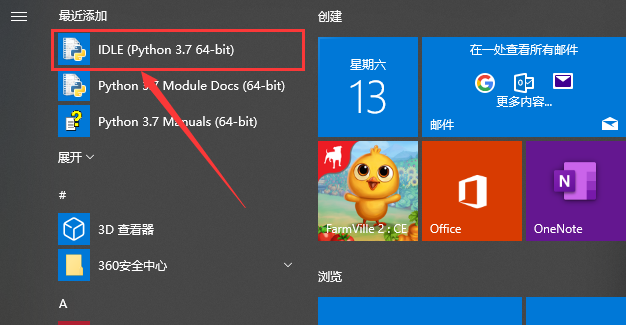 最近添加
IDLE (Python 3.7 64-bit)
Python 3.7 Module Docs (64-bit)
Python 3.7 Manuals (64-bit)
展开
#
3D 查看器
360安全中心
A
创建
星期六
13
在一处查看所有邮件
更多内容...
邮件
FarmVille 2 : CE
Office
OneNote
浏览